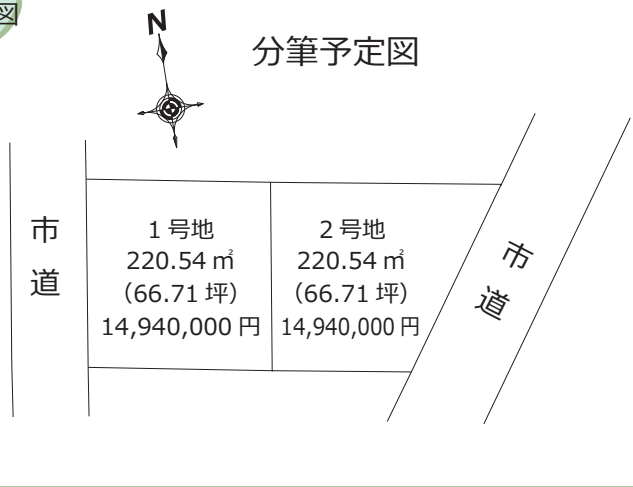 図
N
分筆予定図
市道
1号地
220.54㎡
（66.71坪）
14,940,000円
2号地
220.54㎡
（66.71坪）
14,940,000円
市道